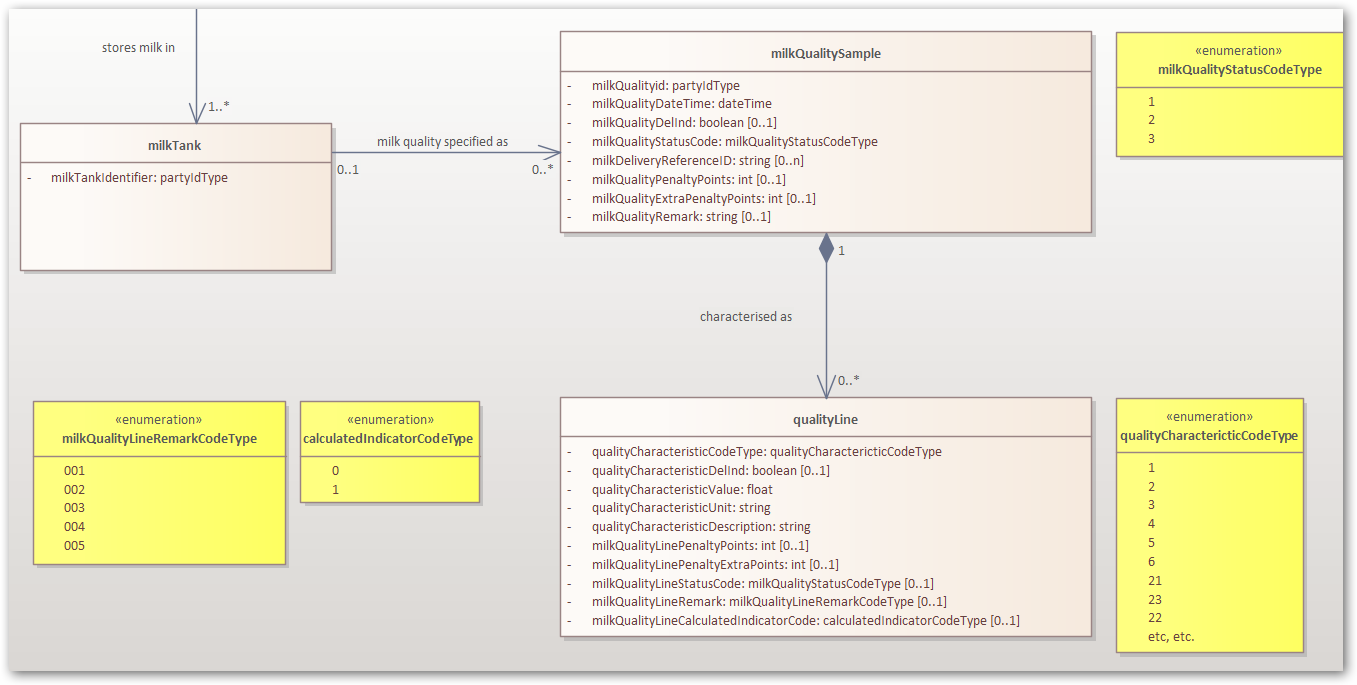 stores milk in
1..*
milkTank
- milkTankIdentifier: partyIdType
milk quality specified as
0..1
0..*
milkQualitySample
- milkQualityid: partyIdType
- milkQualityDateTime: dateTime
- milkQualityDelInd: boolean [0..1]
- milkQualityStatusCode: milkQualityStatusCodeType
- milkDeliveryReferenceID: string [0..n]
- milkQualityPenaltyPoints: int [0..1]
- milkQualityExtraPenaltyPoints: int [0..1]
- milkQualityRemark: string [0..1]
«enumeration»
milkQualityStatusCodeType
1
2
3
1
characterised as
0..*
«enumeration»
milkQualityLineRemarkCodeType
001
002
003
004
005
«enumeration»
calculatedIndicatorCodeType
0
1
qualityLine
- qualityCharacteristicCodeType: qualityCharactericticCodeType
- qualityCharacteristicDelInd: boolean [0..1]
- qualityCharacteristicValue: float
- qualityCharacteristicUnit: string
- qualityCharacteristicDescription: string
- milkQualityLinePenaltyPoints: int [0..1]
- milkQualityLinePenaltyExtraPoints: int [0..1]
- milkQualityLineStatusCode: milkQualityStatusCodeType [0..1]
- milkQualityLineRemark: milkQualityLineRemarkCodeType [0..1]
- milkQualityLineCalculatedIndicatorCode: calculatedIndicatorCodeType [0..1]
«enumeration»
qualityCharactericticCodeType
1
2
3
4
5
6
21
23
22
etc, etc.